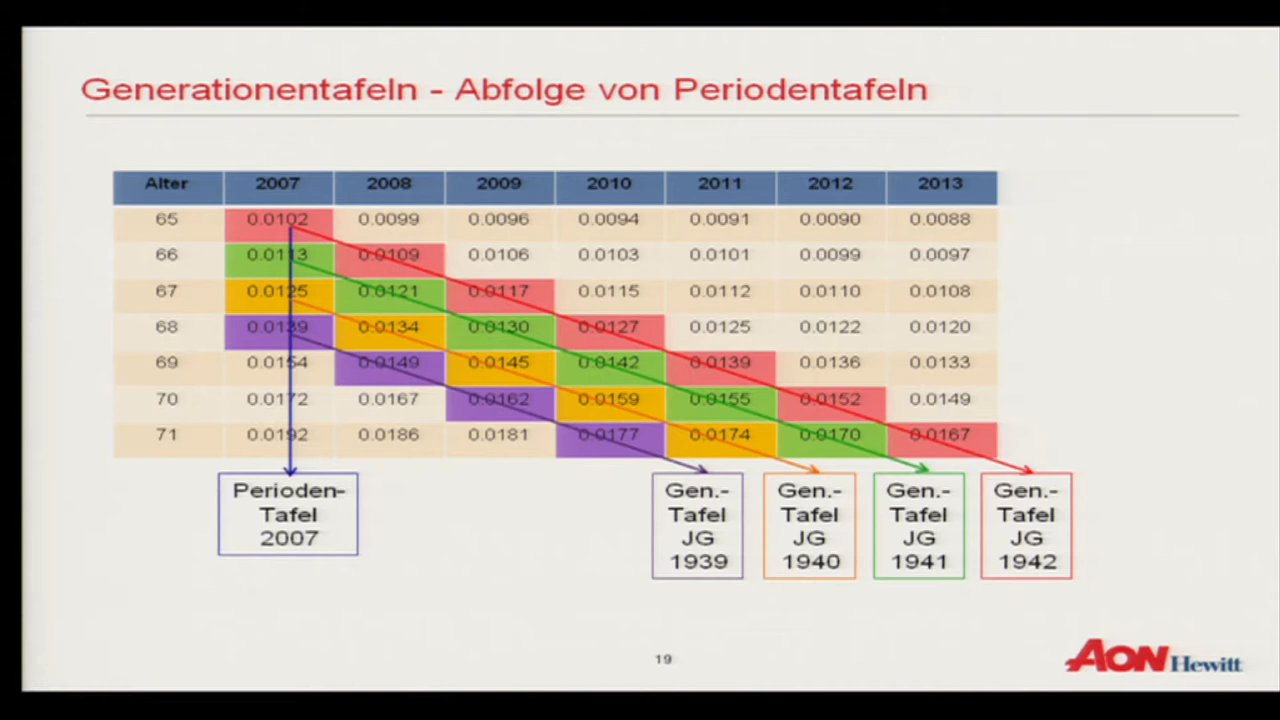 Generationentafeln - Abfolge von Periodentafeln
Alter 2007 2008 2009 2010 2011 2012 2013
65 0.0102 0.0099 0.0096 0.0094 0.0091 0.0090 0.0088
66 0.0113 0.0109 0.0106 0.0103 0.0101 0.0099 0.0097
67 0.0125 0.0121 0.0117 0.0115 0.0112 0.0110 0.0108
68 0.0139 0.0134 0.0130 0.0127 0.0125 0.0122 0.0120
69 0.0154 0.0149 0.0145 0.0142 0.0139 0.0136 0.0133
70 0.0172 0.0167 0.0162 0.0159 0.0155 0.0152 0.0149
71 0.0192 0.0186 0.0181 0.0177 0.0174 0.0170 0.0167
Perioden-
Tafel
2007
Gen.-
Tafel
JG
1939
Gen.-
Tafel
JG
1940
Gen.-
Tafel
JG
1941
Gen.-
Tafel
JG
1942
19
AON Hewitt